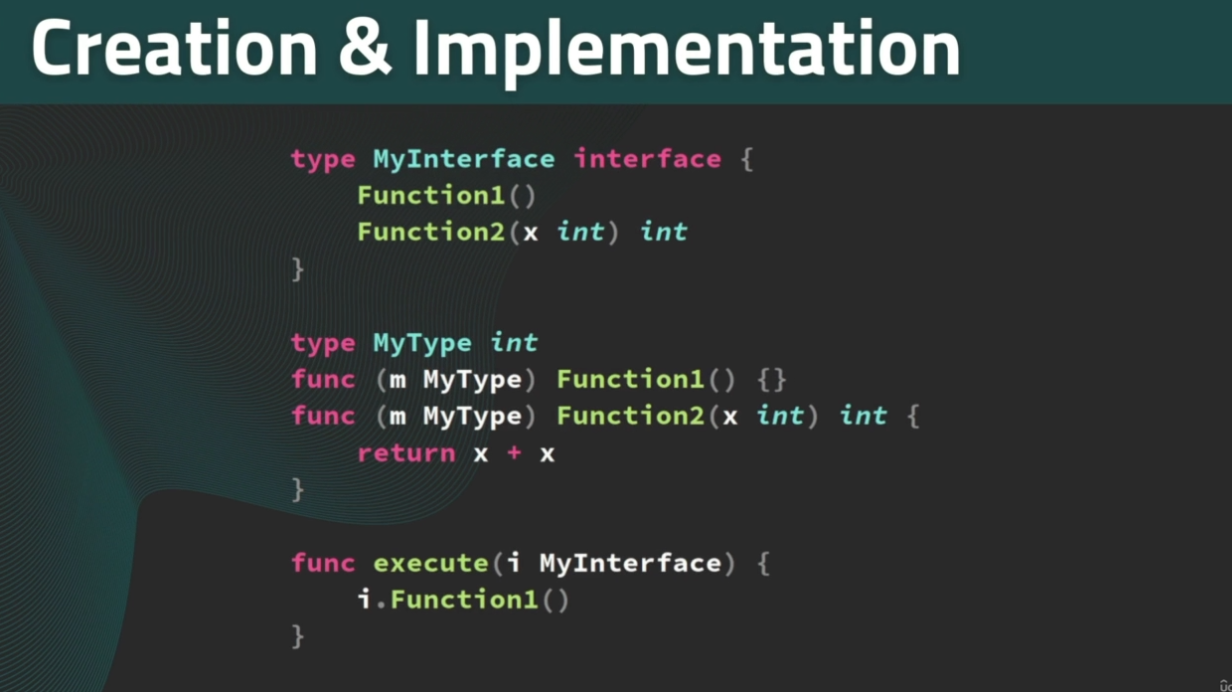 Creation & Implementation
type MyInterface interface {
    Function1()
    Function2(x int) int
}
type MyType int
func (m MyType) Function1() {}
func (m MyType) Function2(x int) int {
    return x + x
}
func execute(i MyInterface) {
    i.Function1()
}